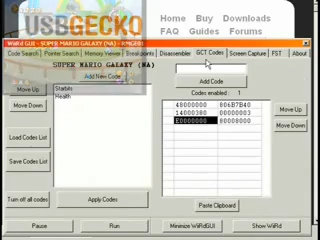 USBGECKO
Home Buy Downloads
FAQ Guides Forums
WiiRd GUI - SUPER MARIO GALAXY (NA) - RMGE01
Code Search Pointer Search Memory Viewer Breakpoints Disassembler GCT Codes Screen Capture FST About
SUPER MARIO GALAXY (NA)
Add New Code
Add Code
Codes enabled : 1
Starbits
Health
Move Up
Move Down
Load Codes List
Save Codes List
Turn off all codes
Apply Codes
48000000 806B7B40
14000380 00000003
E0000000 80008000
Move Up
Move Down
Paste Clipboard
Pause
Run
Minimize WiiRdGUI
Show WiiRd